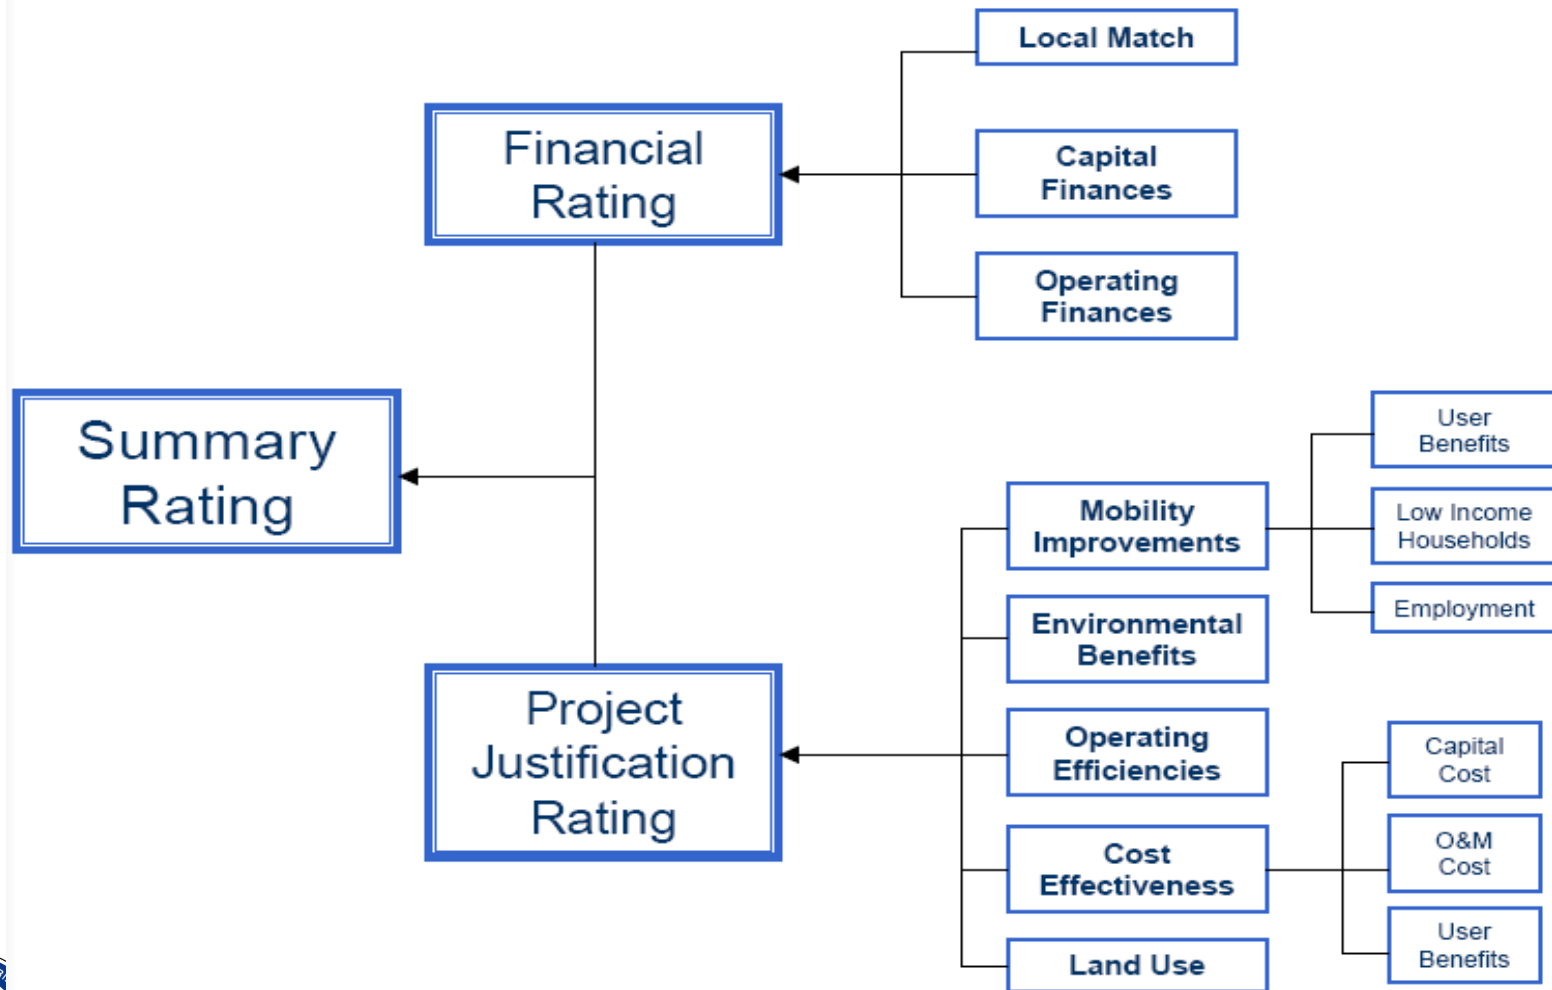 Local Match
Financial
Rating
Capital
Finances
Operating
Finances
Summary
Rating
User
Benefits
Low Income
Households
Employment
Mobility
Improvements
Environmental
Benefits
Project
Justification
Rating
Operating
Efficiencies
Cost
Effectiveness
Land Use
Capital
Cost
O&M
Cost
User
Benefits